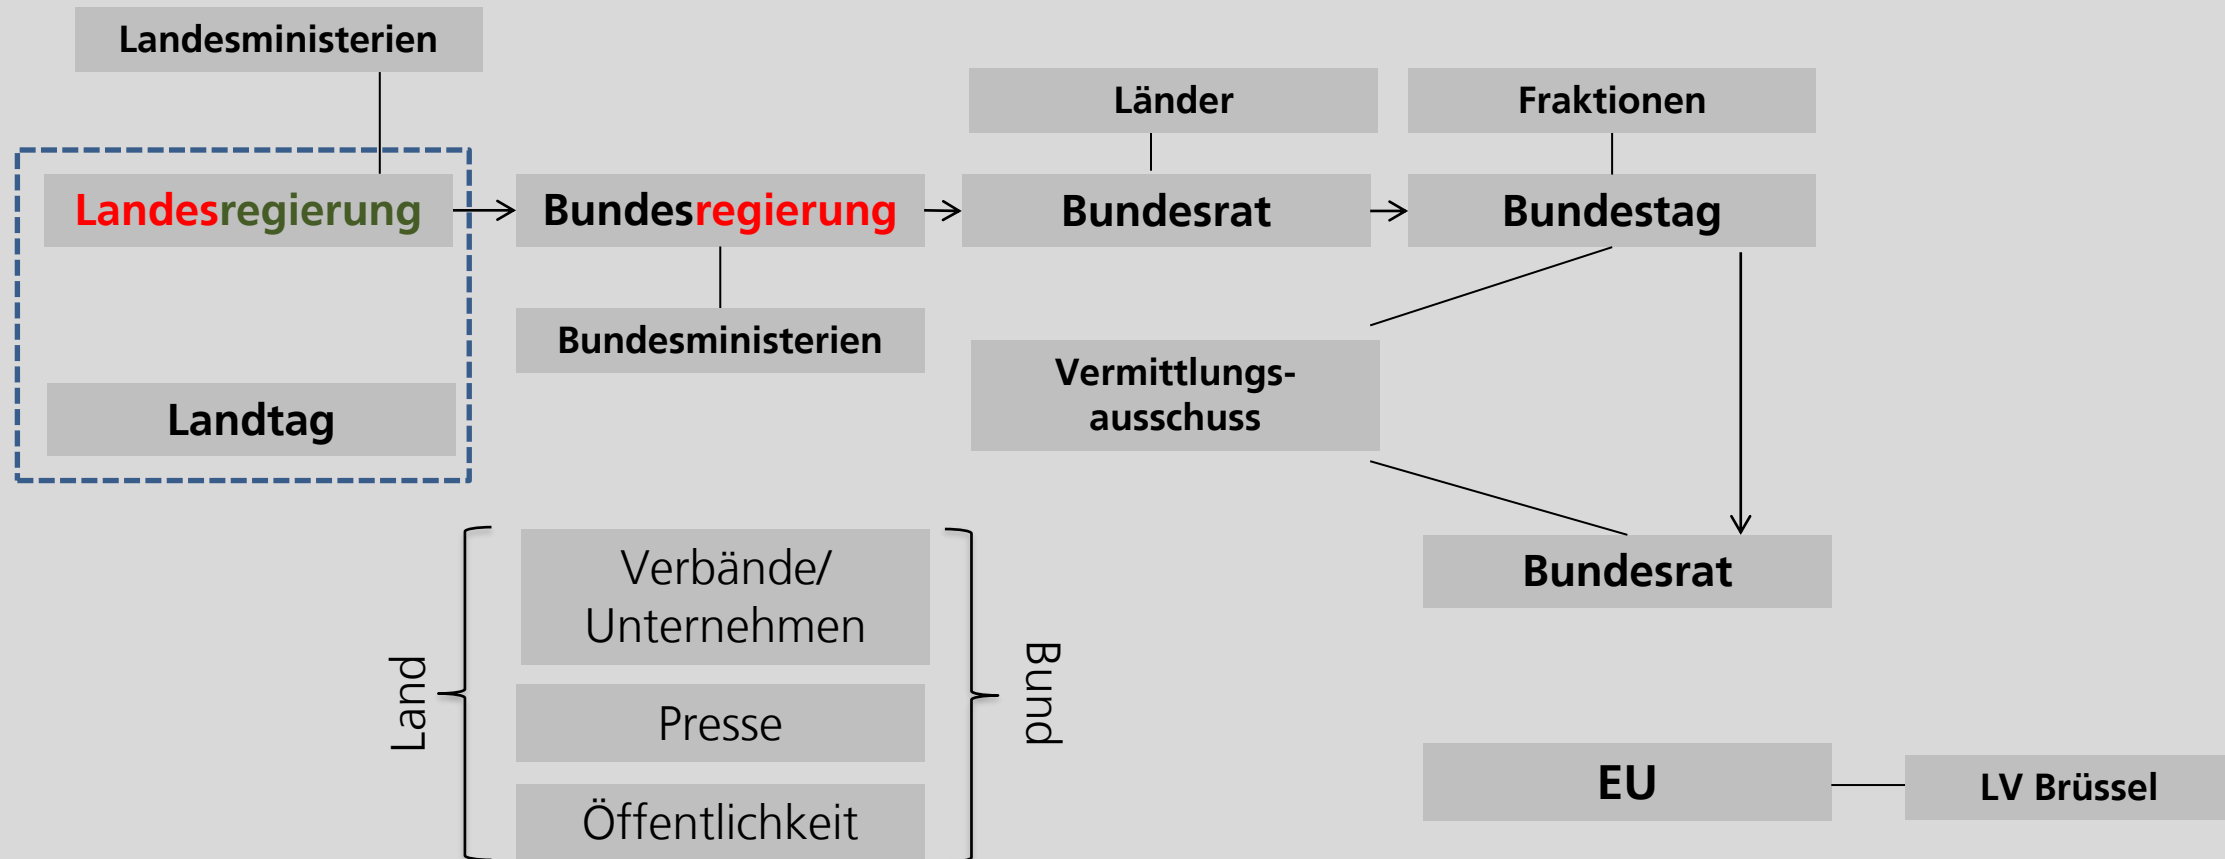 Landesministerien
Länder
Fraktionen
Landesregierung
Bundesregierung
Bundesrat
Bundestag
Bundesministerien
Vermittlungs-
ausschuss
Landtag
Verbände/
Unternehmen
Bundesrat
Land
Bund
Presse
EU
LV Brüssel
Öffentlichkeit